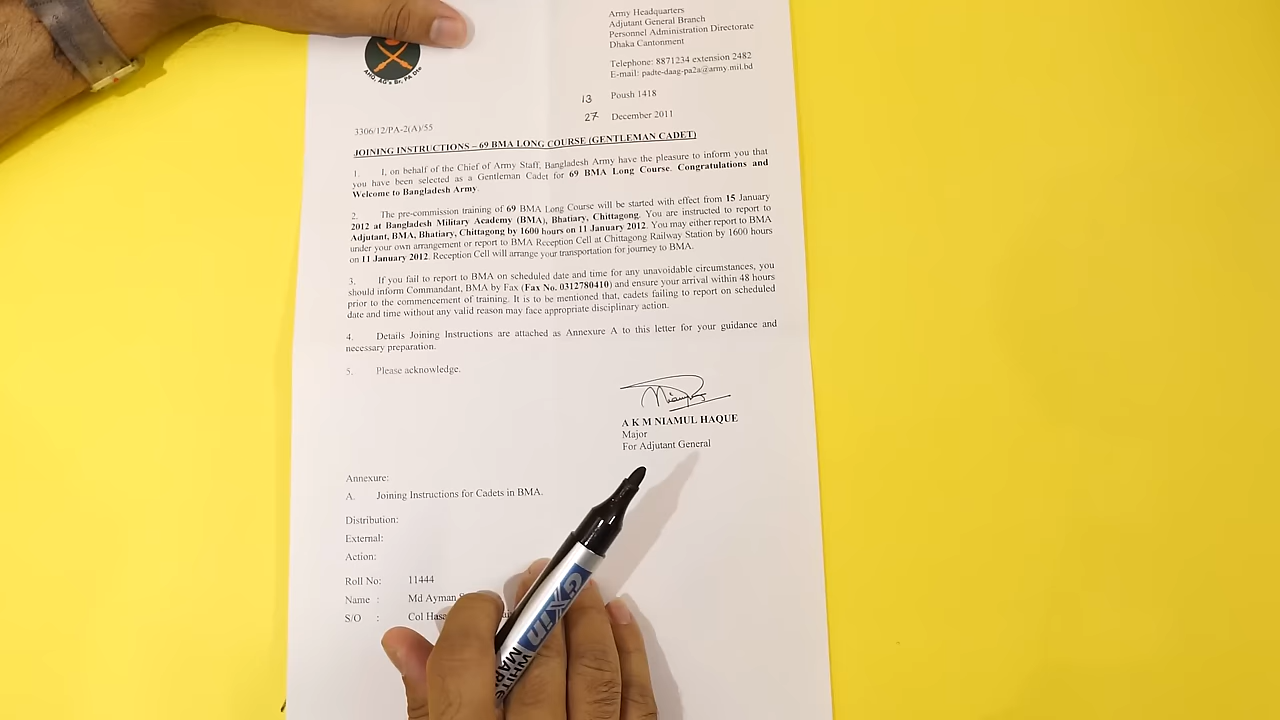 Army Headquarters
Adjutant General Branch
Personnel Administration Directorate
Dhaka Cantonment
Telephone: 8871234 extension 2482
E-mail: padte-daag-pa2a@army.mil.bd
AHQ, AG's Br, PA Dte
13 Poush 1418
27 December 2011
3306/12/PA-2(A)/55
JOINING INSTRUCTIONS – 69 BMA LONG COURSE (GENTLEMAN CADET)
1. I, on behalf of the Chief of Army Staff, Bangladesh Army have the pleasure to inform you that
you have been selected as a Gentleman Cadet for 69 BMA Long Course. Congratulations and
Welcome to Bangladesh Army.
2. The pre-commission training of 69 BMA Long Course will be started with effect from 15 January
2012 at Bangladesh Military Academy (BMA), Bhatiary, Chittagong. You are instructed to report to
Adjutant, BMA, Bhatiary, Chittagong by 1600 hours on 11 January 2012. You may either report to BMA
under your own arrangement or report to BMA Reception Cell at Chittagong Railway Station by 1600 hours
on 11 January 2012. Reception Cell will arrange your transportation for journey to BMA.
3. If you fail to report to BMA on scheduled date and time for any unavoidable circumstances, you
should inform Commandant, BMA by Fax (Fax No. 0312780410) and ensure your arrival within 48 hours
prior to the commencement of training. It is to be mentioned that, cadets failing to report on scheduled
date and time without any valid reason may face appropriate disciplinary action.
4. Details Joining Instructions are attached as Annexure A to this letter for your guidance and
necessary preparation.
5. Please acknowledge.
A K M NIAMUL HAQUE
Major
For Adjutant General
Annexure:
A. Joining Instructions for Cadets in BMA.
Distribution:
External:
Action:
Roll No: 11444
Name : Md Ayman
S/O : Col
GXin